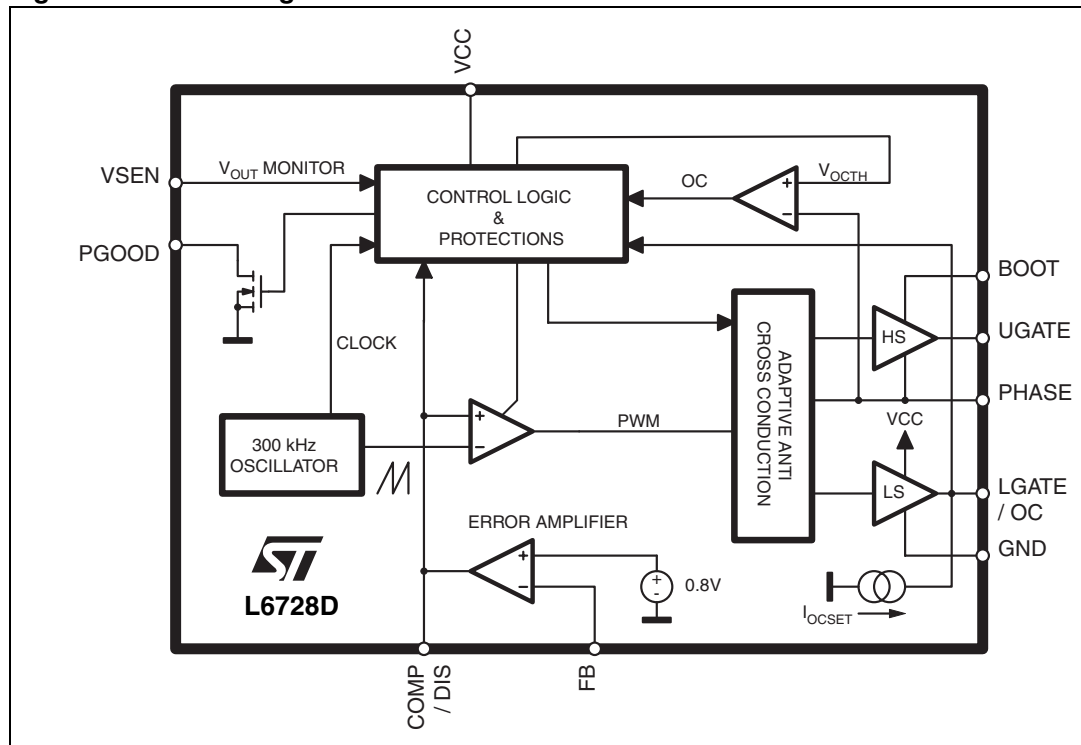 VCC
VSEN
V_OUT MONITOR
PGOOD
CONTROL LOGIC
&
PROTECTIONS
OC
+
V_OCTH
-
BOOT
HS
UGATE
PHASE
ADAPTIVE ANTI
CROSS CONDUCTION
CLOCK
+
-
PWM
VCC
300 kHz
OSCILLATOR
LS
LGATE
/ OC
GND
ERROR AMPLIFIER
+
-
+
-
0.8V
I_OCSET
ST
L6728D
COMP
/ DIS
FB